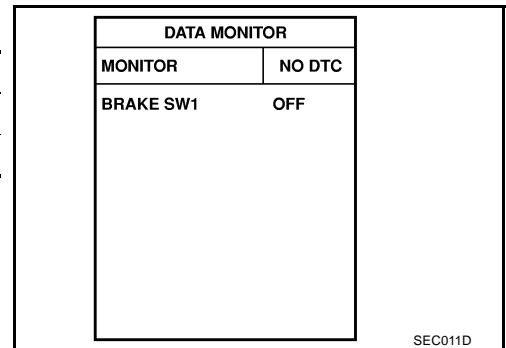 DATA MONITOR
MONITOR NO DTC
BRAKE SW1 OFF
SEC011D